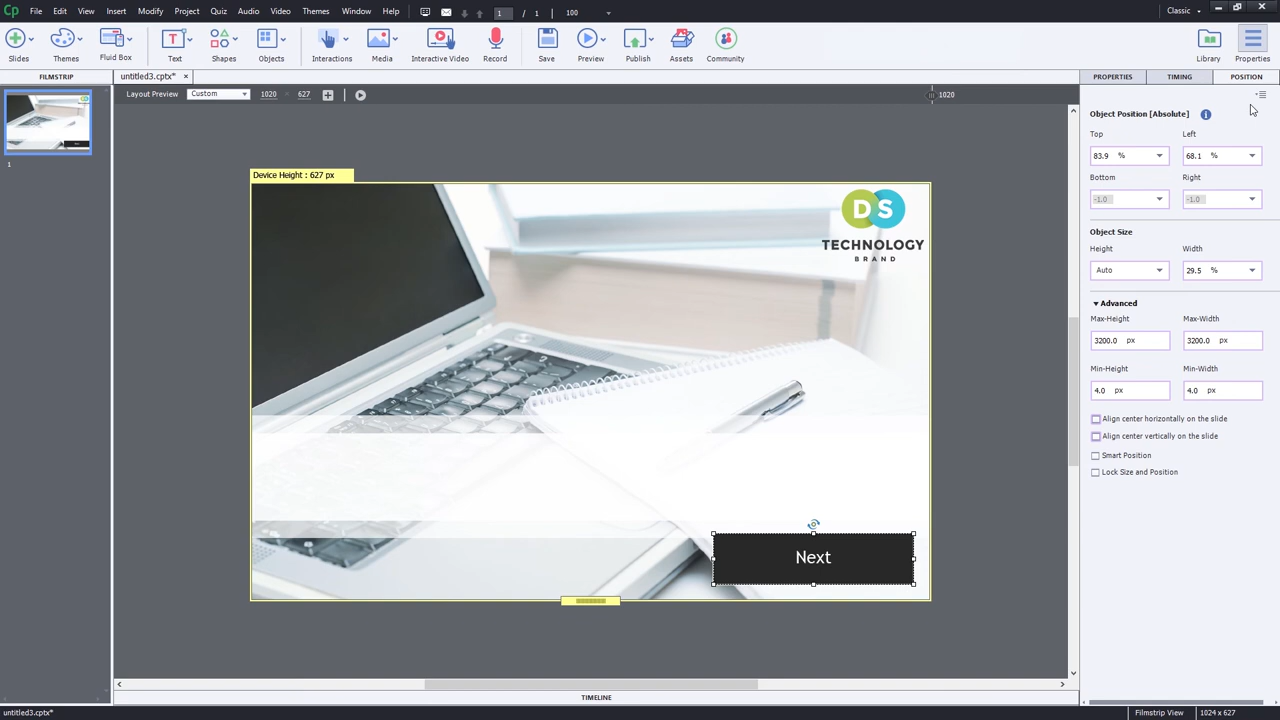 Cp File Edit View Insert Modify Project Quiz Audio Video Themes Window Help 1 / 1 100 Classic
Slides Themes Fluid Box Text Shapes Objects Interactions Media Interactive Video Record Save Preview Publish Assets Community Library Properties
FILMSTRIP untitled3.cptx* × PROPERTIES TIMING POSITION
Layout Preview Custom 1020 × 627 1020
Object Position [Absolute]
Top Left
83.9 % 68.1 %
Bottom Right
-1.0 -1.0
Object Size
Height Width
Auto 29.5 %
Advanced
Max-Height Max-Width
3200.0 px 3200.0 px
Min-Height Min-Width
4.0 px 4.0 px
Align center horizontally on the slide
Align center vertically on the slide
Smart Position
Lock Size and Position
1
Device Height : 627 px
DS
TECHNOLOGY
BRAND
Next
TIMELINE
untitled3.cptx* Filmstrip View 1024 x 627